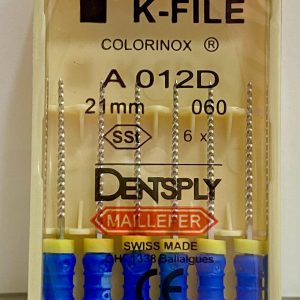 K-FILE
COLORINOX ®
A 012D
21mm 060
SSt 6 x
DENTSPLY
MAILLEFER
SWISS MADE
CH-1338 Ballaigues
CE